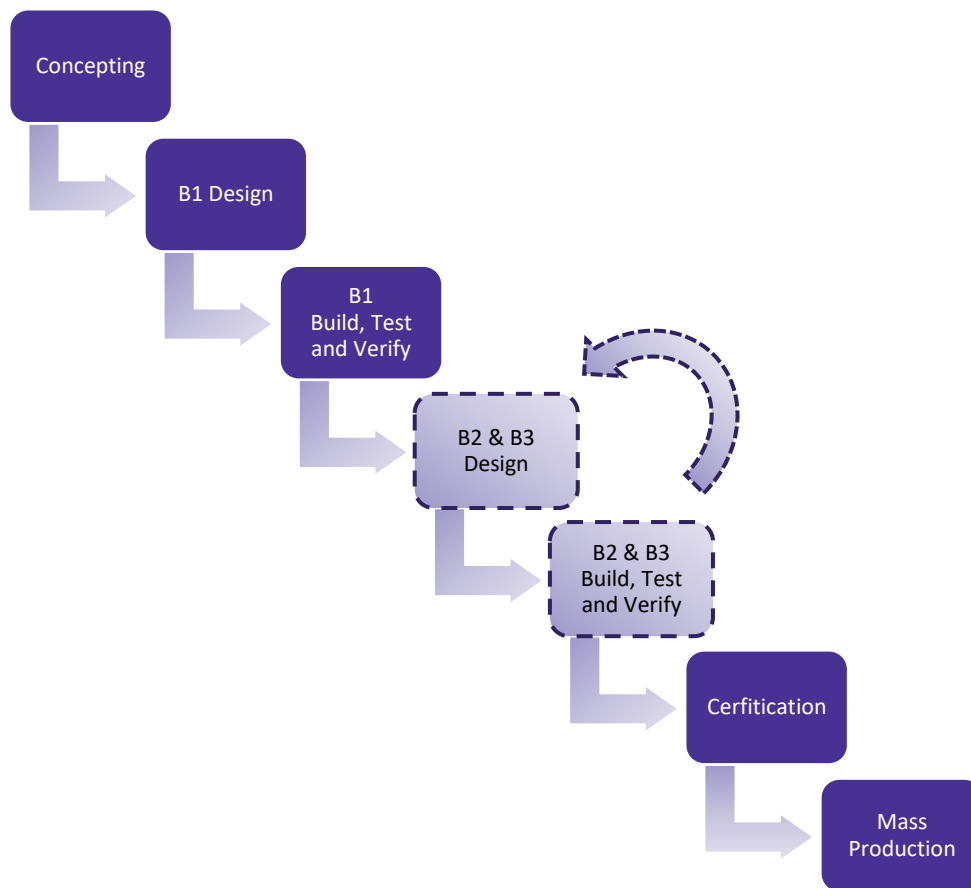 Concepting
B1 Design
B1
Build, Test
and Verify
B2 & B3
Design
B2 & B3
Build, Test
and Verify
Cerfitication
Mass
Production